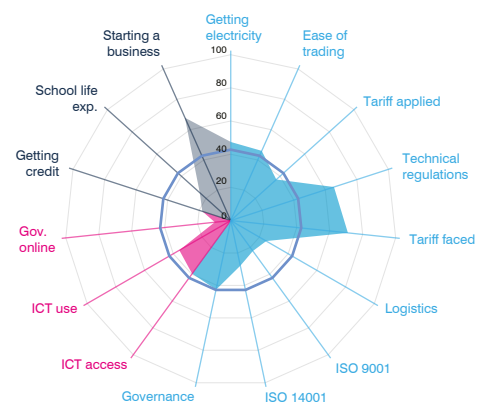 Getting
electricity
Ease of
trading
Tariff applied
Technical
regulations
Tariff faced
Logistics
ISO 9001
ISO 14001
Governance
ICT access
ICT use
Gov.
online
Getting
credit
School life
exp.
Starting a
business
100
80
60
40
20
0